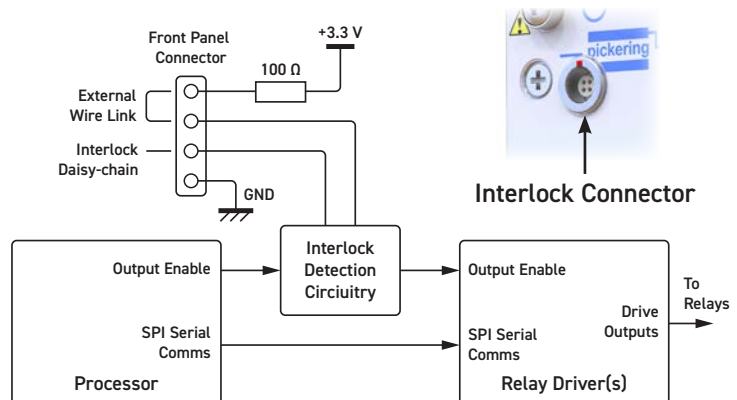 Front Panel
Connector
+3.3 V
100 Ω
External
Wire Link
Interlock
Daisy-chain
GND
pickering
Interlock Connector
Output Enable
SPI Serial
Comms
Processor
Interlock
Detection
Circiuitry
Output Enable
SPI Serial
Comms
Drive
Outputs
Relay Driver(s)
To
Relays